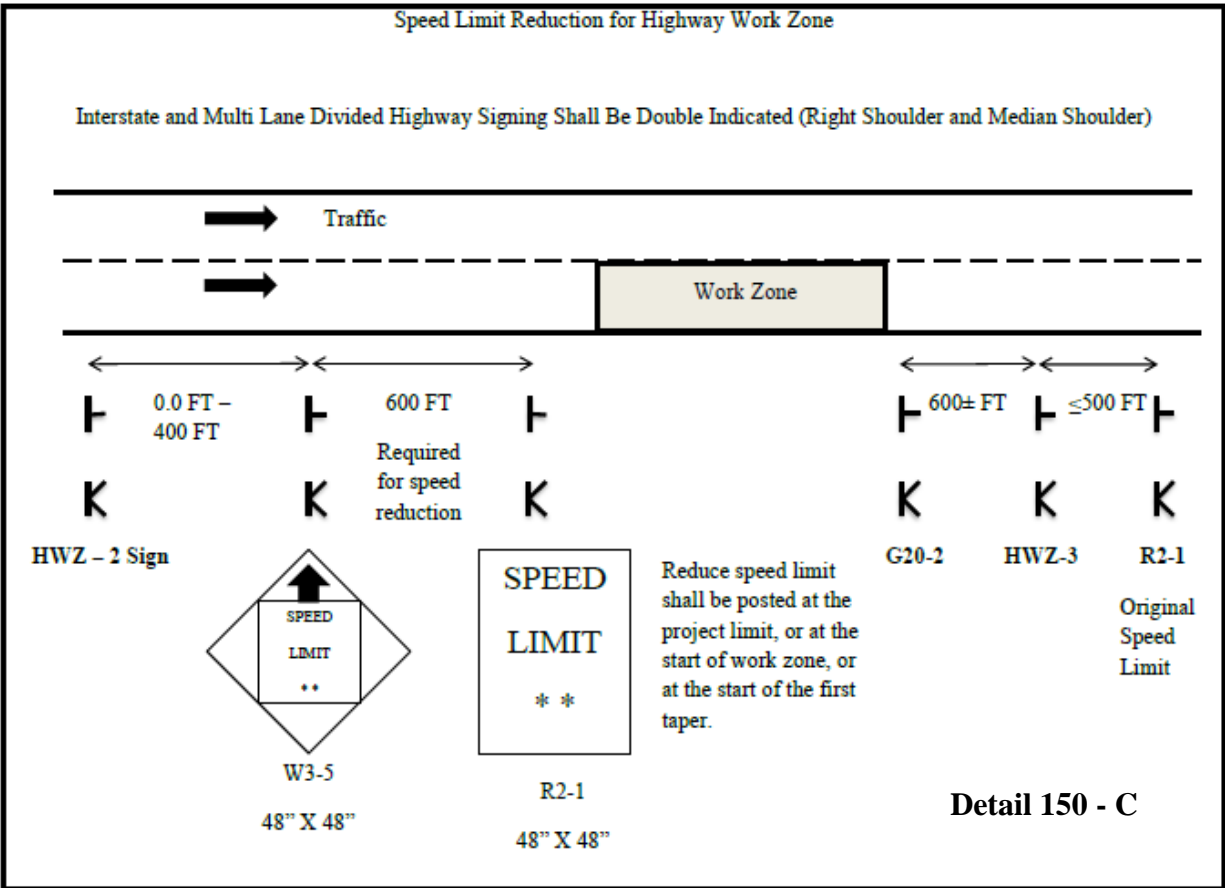 Speed Limit Reduction for Highway Work Zone
Interstate and Multi Lane Divided Highway Signing Shall Be Double Indicated (Right Shoulder and Median Shoulder)
Traffic
Work Zone
0.0 FT –
400 FT
600 FT
Required
for speed
reduction
600± FT
≤500 FT
HWZ – 2 Sign
SPEED
LIMIT
**
W3-5
48” X 48”
SPEED
LIMIT
* *
R2-1
48” X 48”
Reduce speed limit
shall be posted at the
project limit, or at the
start of work zone, or
at the start of the first
taper.
G20-2
HWZ-3
R2-1
Original
Speed
Limit
Detail 150 - C